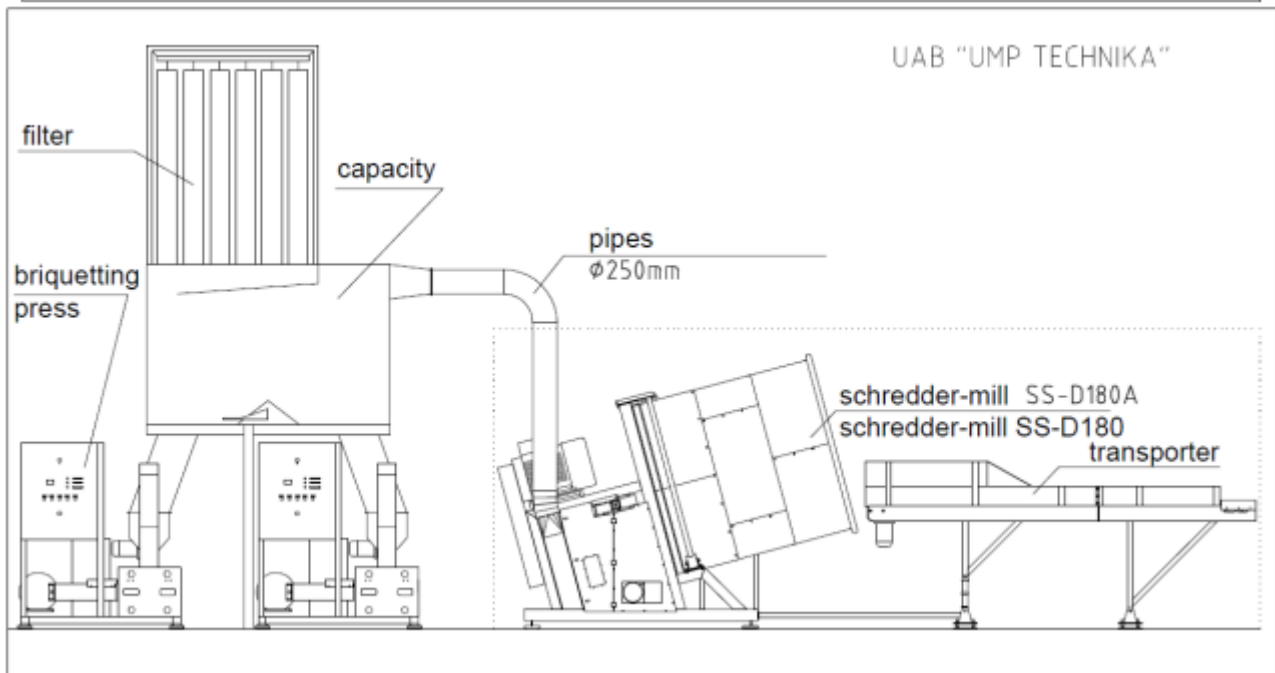 UAB "UMP TECHNIKA"
filter
capacity
pipes
Ø250mm
briquetting
press
schredder-mill SS-D180A
schredder-mill SS-D180
transporter